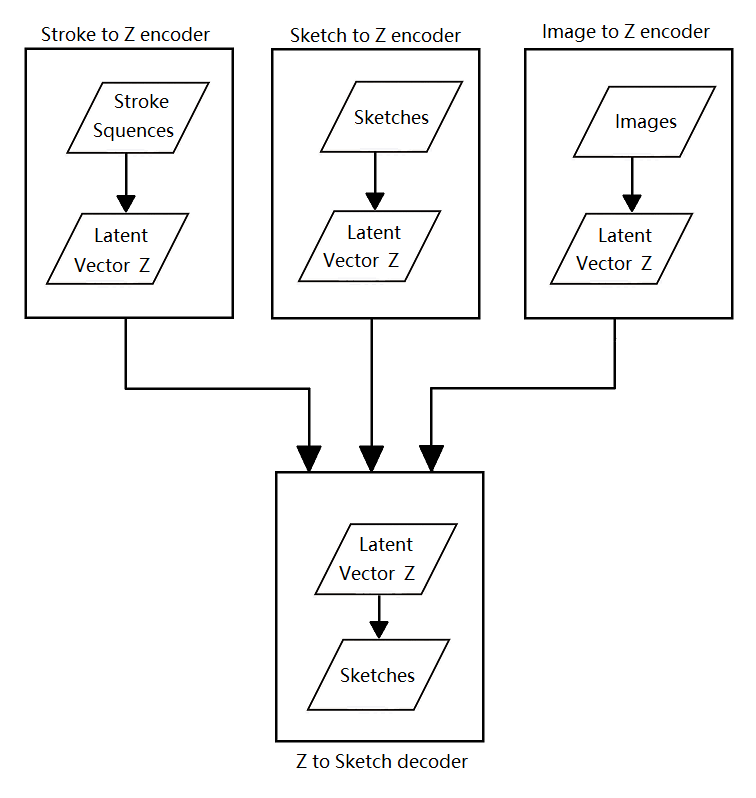 Stroke to Z encoder
Stroke
Squences
Latent
Vector Z
Sketch to Z encoder
Sketches
Latent
Vector Z
Image to Z encoder
Images
Latent
Vector Z
Latent
Vector Z
Sketches
Z to Sketch decoder